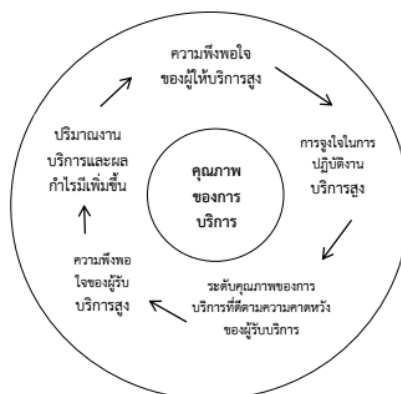 ความพึงพอใจ
ของผู้ให้บริการสูง
การจูงใจในการ
ปฏิบัติงาน
บริการสูง
ระดับคุณภาพของการ
บริการที่ดีตามความคาดหวัง
ของผู้รับบริการ
ความพึงพอ
ใจของผู้รับ
บริการสูง
ปริมาณงาน
บริการและผล
กำไรมีเพิ่มขึ้น
คุณภาพ
ของการ
บริการ